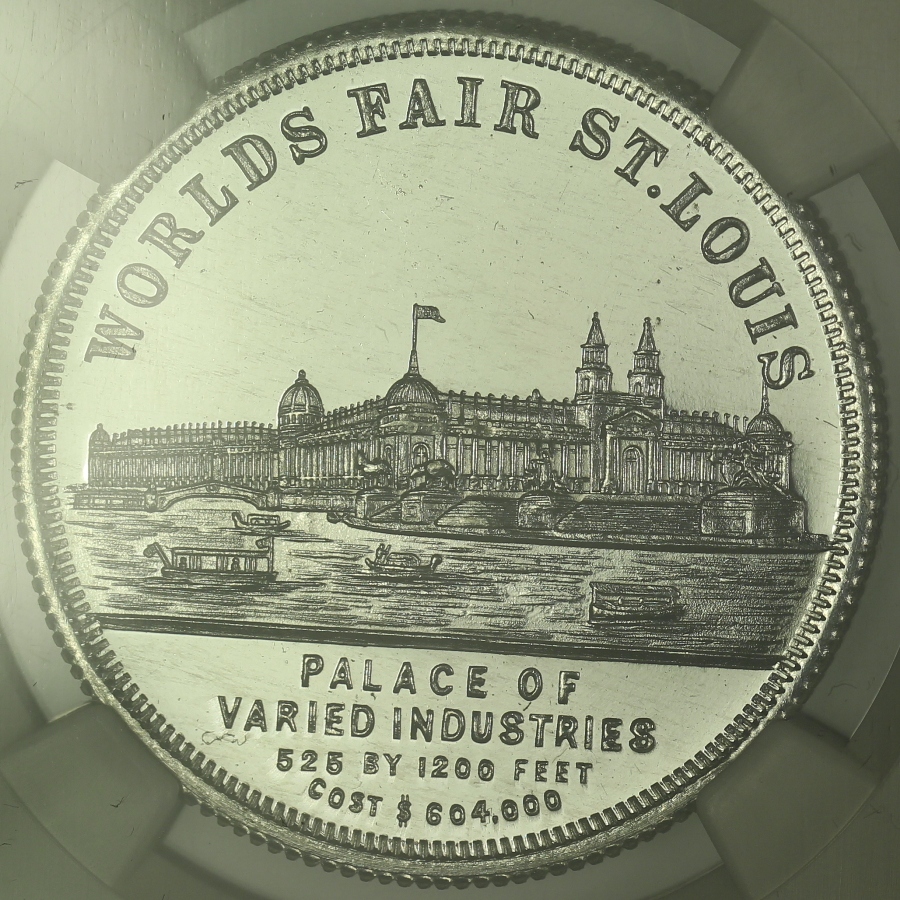 WORLDS FAIR ST. LOUIS
PALACE OF
VARIED INDUSTRIES
525 BY 1200 FEET
COST $ 604.000